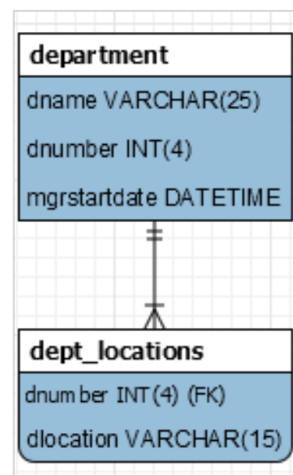 department
dname VARCHAR(25)
dnumber INT(4)
mgrstartdate DATETIME
dept_locations
dnumber INT(4) (FK)
dlocation VARCHAR(15)